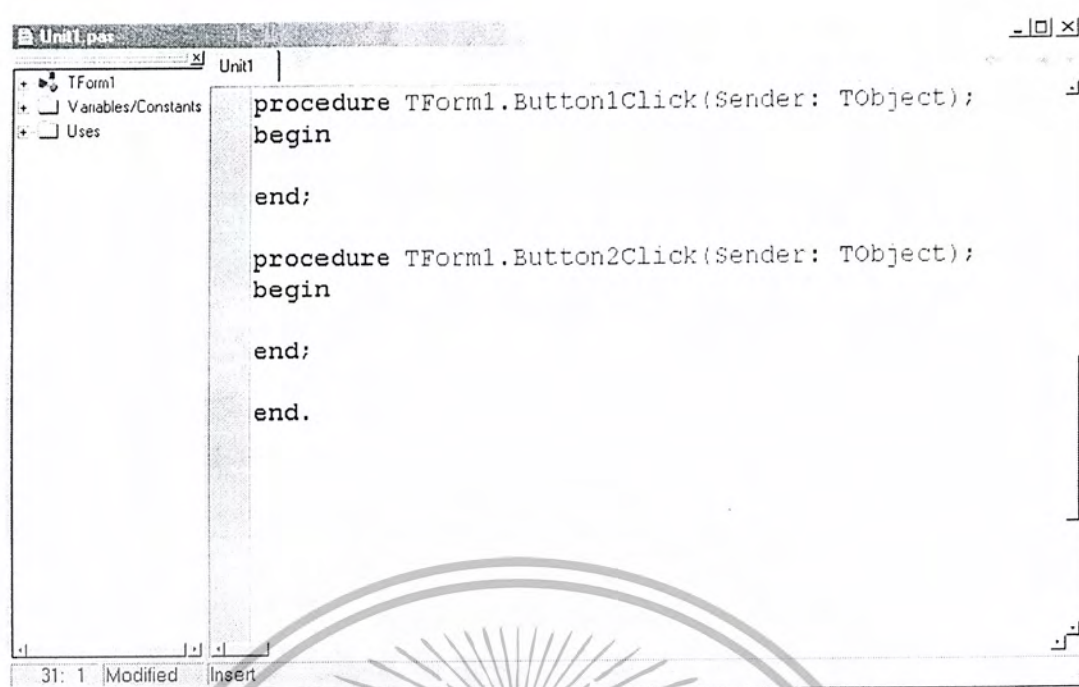 Unit1.pas
TForm1
Variables/Constants
Uses
Unit1
procedure TForm1.Button1Click(Sender: TObject);
begin
end;
procedure TForm1.Button2Click(Sender: TObject);
begin
end;
end.
31: 1 Modified Insert